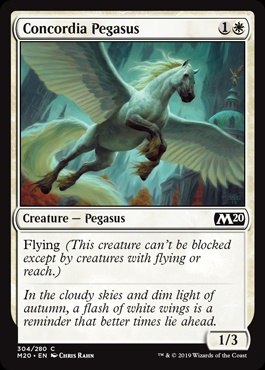 Concordia Pegasus 1
Creature — Pegasus M20
Flying (This creature can't be blocked
except by creatures with flying or
reach.)
In the cloudy skies and dim light of
autumn, a flash of white wings is a
reminder that better times lie ahead.
1/3
304/280 C
M20 • EN Chris Rahn ™ & © 2019 Wizards of the Coast